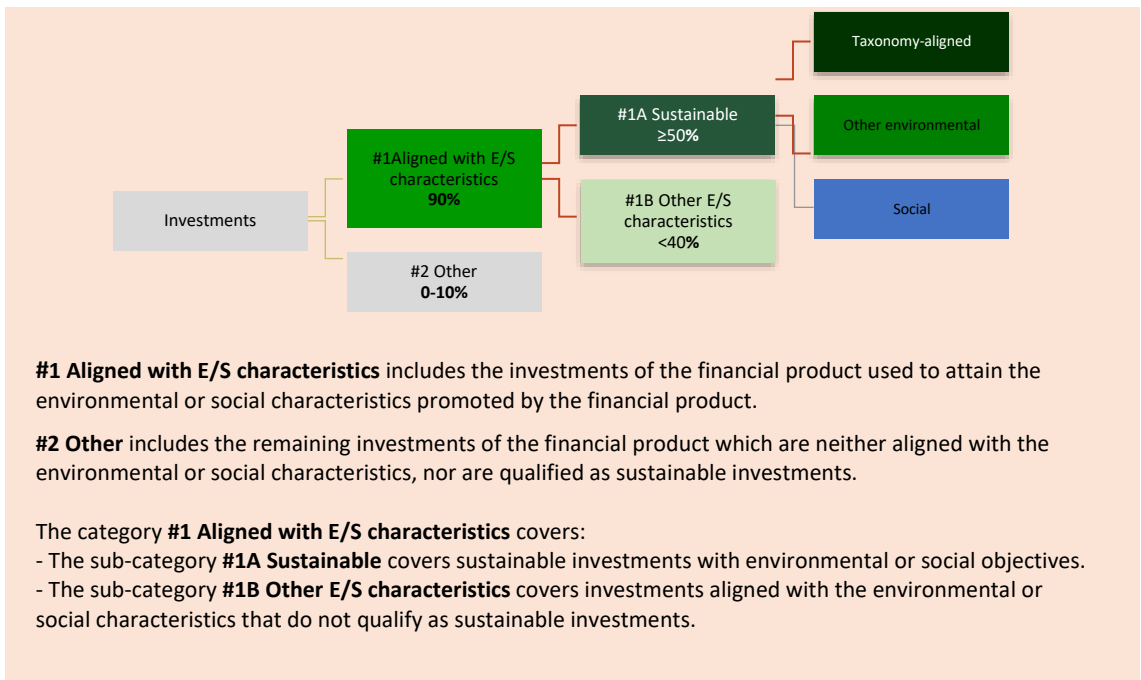 Taxonomy-aligned
#1A Sustainable
≥50%
Other environmental
#1Aligned with E/S
characteristics
90%
#1B Other E/S
characteristics
<40%
Social
Investments
#2 Other
0-10%
#1 Aligned with E/S characteristics includes the investments of the financial product used to attain the
environmental or social characteristics promoted by the financial product.
#2 Other includes the remaining investments of the financial product which are neither aligned with the
environmental or social characteristics, nor are qualified as sustainable investments.
The category #1 Aligned with E/S characteristics covers:
- The sub-category #1A Sustainable covers sustainable investments with environmental or social objectives.
- The sub-category #1B Other E/S characteristics covers investments aligned with the environmental or
social characteristics that do not qualify as sustainable investments.